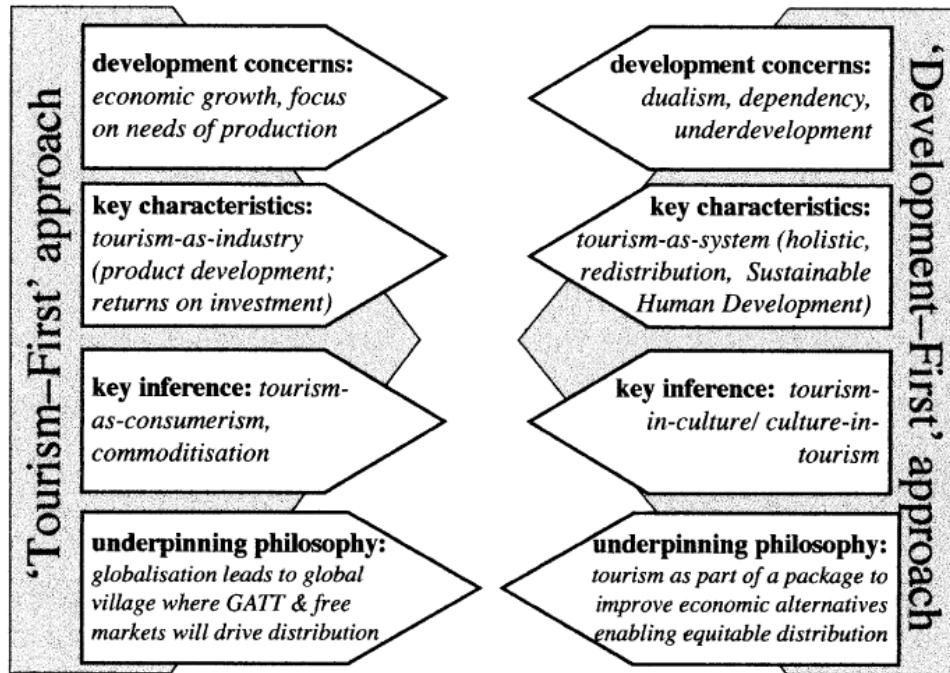 'Tourism–First' approach
development concerns:
economic growth, focus
on needs of production
key characteristics:
tourism-as-industry
(product development;
returns on investment)
key inference: tourism-
as-consumerism,
commoditisation
underpinning philosophy:
globalisation leads to global
village where GATT & free
markets will drive distribution
development concerns:
dualism, dependency,
underdevelopment
key characteristics:
tourism-as-system (holistic,
redistribution, Sustainable
Human Development)
key inference: tourism-
in-culture/ culture-in-
tourism
underpinning philosophy:
tourism as part of a package to
improve economic alternatives
enabling equitable distribution
'Development–First' approach